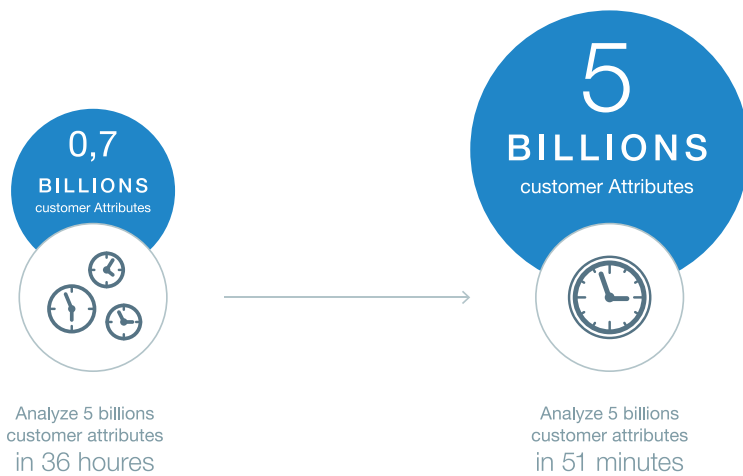 0,7
BILLIONS
customer Attributes
Analyze 5 billions
customer attributes
in 36 houres
5
BILLIONS
customer Attributes
Analyze 5 billions
customer attributes
in 51 minutes